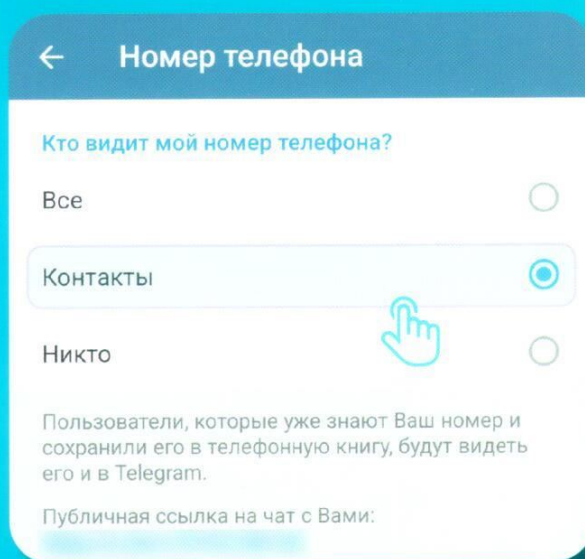 Номер телефона
Кто видит мой номер телефона?
Все
Контакты
Никто
Пользователи, которые уже знают Ваш номер и
сохранили его в телефонную книгу, будут видеть
его и в Telegram.
Публичная ссылка на чат с Вами: